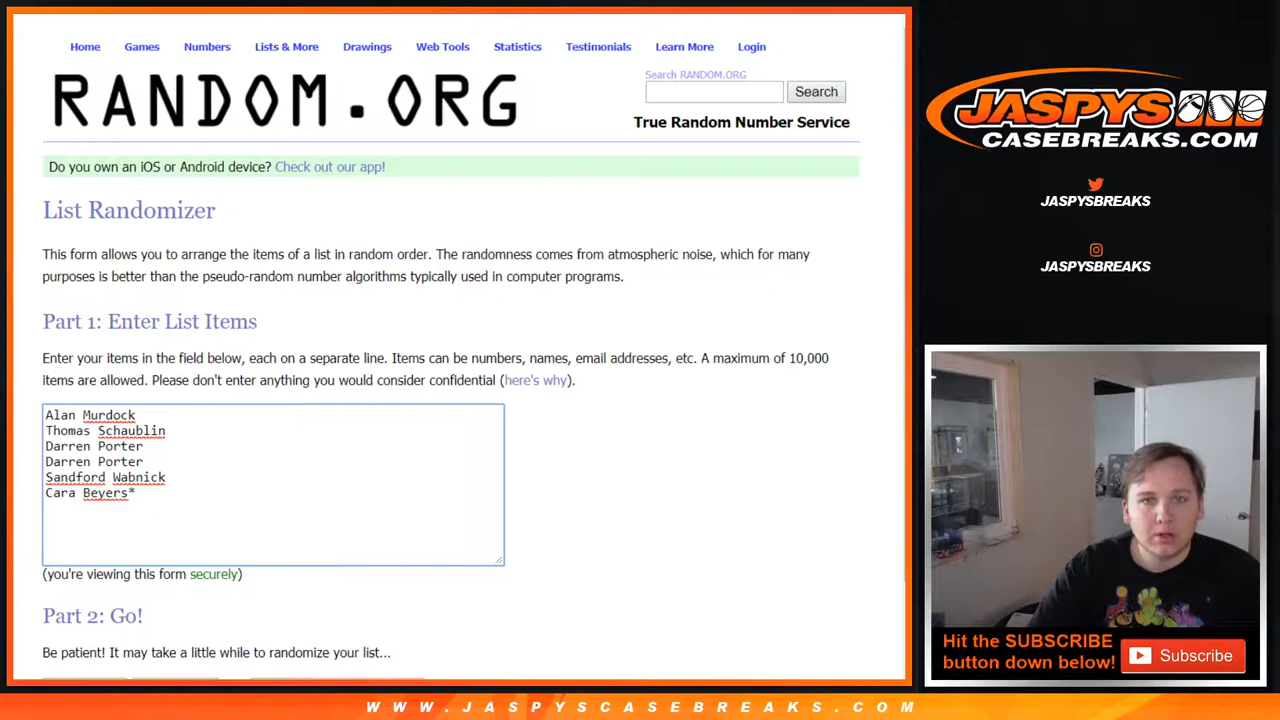 Home Games Numbers Lists & More Drawings Web Tools Statistics Testimonials Learn More Login
RANDOM.ORG
Search RANDOM.ORG
Search
True Random Number Service
Do you own an iOS or Android device? Check out our app!
List Randomizer
This form allows you to arrange the items of a list in random order. The randomness comes from atmospheric noise, which for many
purposes is better than the pseudo-random number algorithms typically used in computer programs.
Part 1: Enter List Items
Enter your items in the field below, each on a separate line. Items can be numbers, names, email addresses, etc. A maximum of 10,000
items are allowed. Please don't enter anything you would consider confidential (here's why).
Alan Murdock
Thomas Schaublin
Darren Porter
Darren Porter
Sandford Wabnick
Cara Beyers*
(you're viewing this form securely)
Part 2: Go!
Be patient! It may take a little while to randomize your list...
JASPYS
CASEBREAKS.COM
JASPYSBREAKS
JASPYSBREAKS
Hit the SUBSCRIBE
button down below!
Subscribe
WWW.JASPYSCASEBREAKS.COM